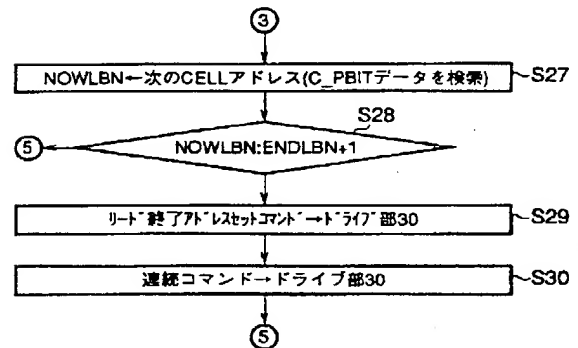 ③
NOWLBN←次のCELLアドレス(C_PBITデータを検索) S27
S28
⑤ NOWLBN:ENDLBN+1
ﾘｰﾄﾞ終了ｱﾄﾞﾚｽｾｯﾄｺﾏﾝﾄﾞ→ﾄﾞﾗｲﾌﾞ部30 S29
連続コマンド→ドライブ部30 S30
⑤